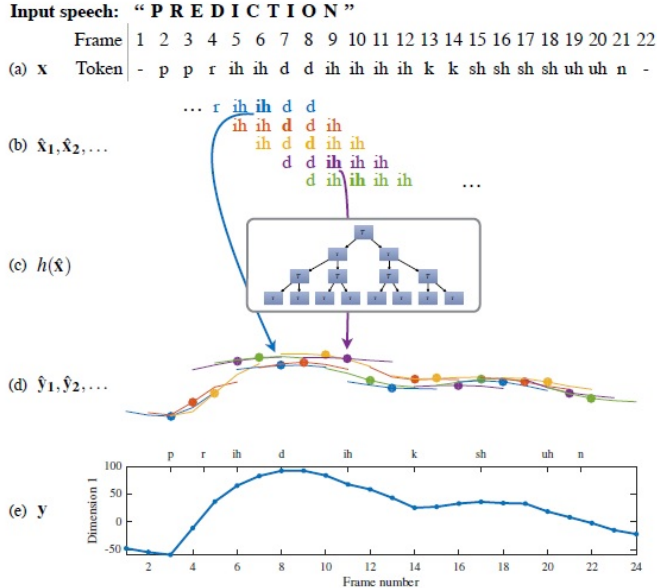 Input speech: “ P R E D I C T I O N ”
Frame 1 2 3 4 5 6 7 8 9 10 11 12 13 14 15 16 17 18 19 20 21 22
(a) x Token - p p r ih ih d d ih ih ih ih k k sh sh sh sh uh uh n -
... r ih ih d d
ih ih d d ih
(b) x̂₁, x̂₂, ... ih d d ih ih
d d ih ih ih
d ih ih ih ih ...
(c) h(x̂)
(d) ŷ₁, ŷ₂, ...
p r ih d ih k sh uh n
(e) y Dimension 1
100
50
0
-50
2 4 6 8 10 12 14 16 18 20 22 24
Frame number